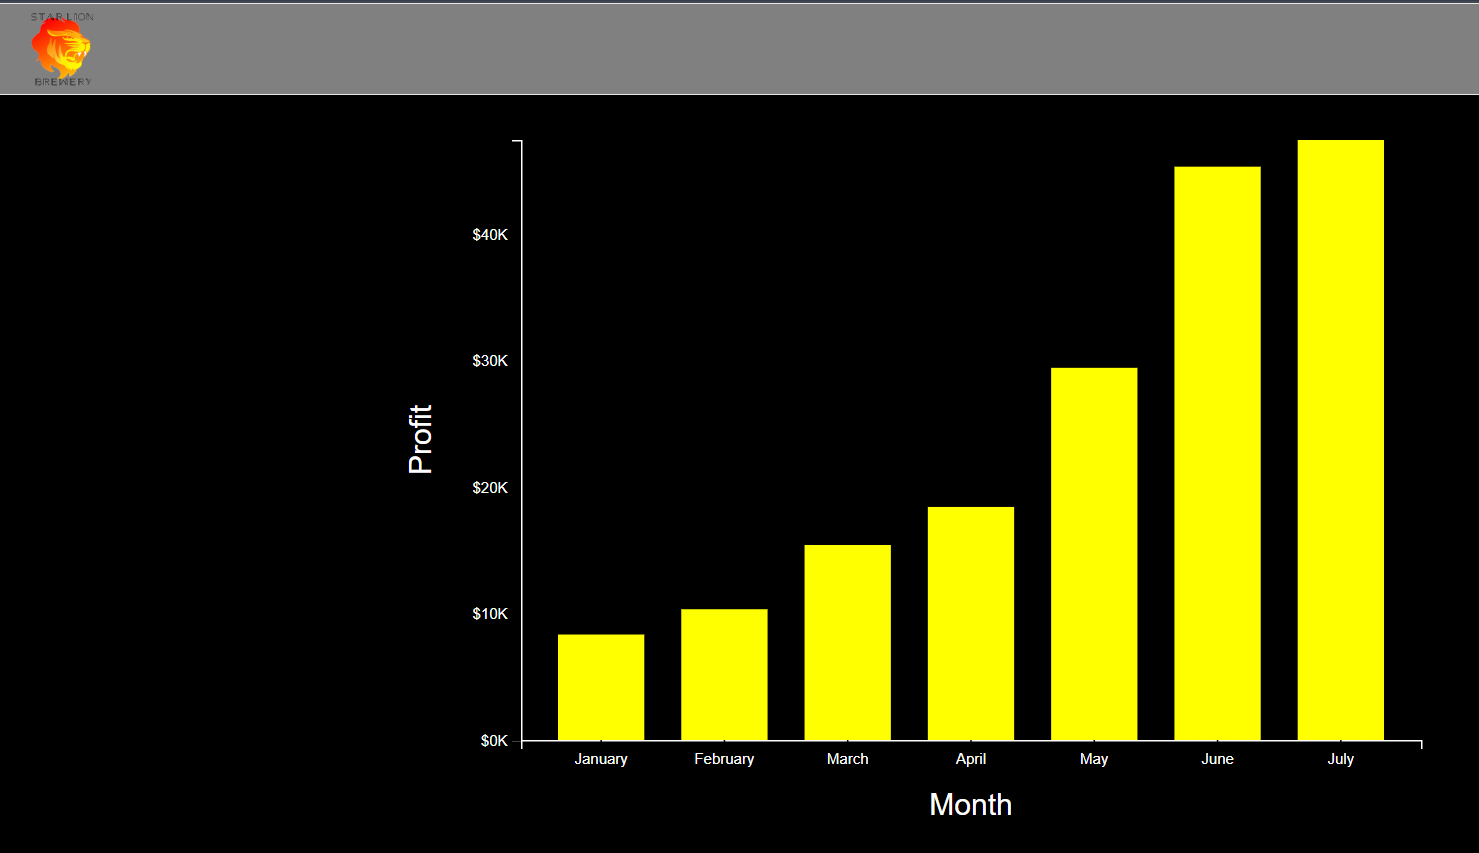 STAR LION
BREWERY
$40K
$30K
$20K
$10K
$0K
Profit
January February March April May June July
Month